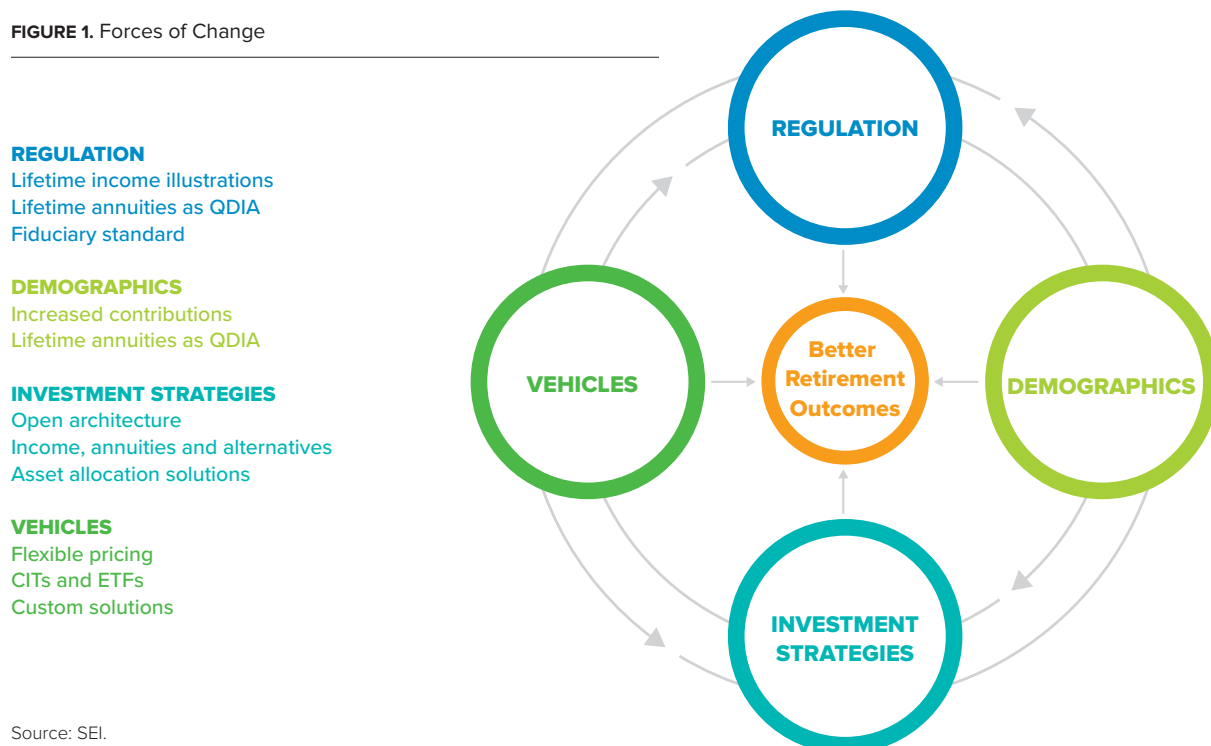 FIGURE 1. Forces of Change
REGULATION
Lifetime income illustrations
Lifetime annuities as QDIA
Fiduciary standard
DEMOGRAPHICS
Increased contributions
Lifetime annuities as QDIA
INVESTMENT STRATEGIES
Open architecture
Income, annuities and alternatives
Asset allocation solutions
VEHICLES
Flexible pricing
CITs and ETFs
Custom solutions
Source: SEI.
REGULATION
VEHICLES
Better
Retirement
Outcomes
DEMOGRAPHICS
INVESTMENT
STRATEGIES